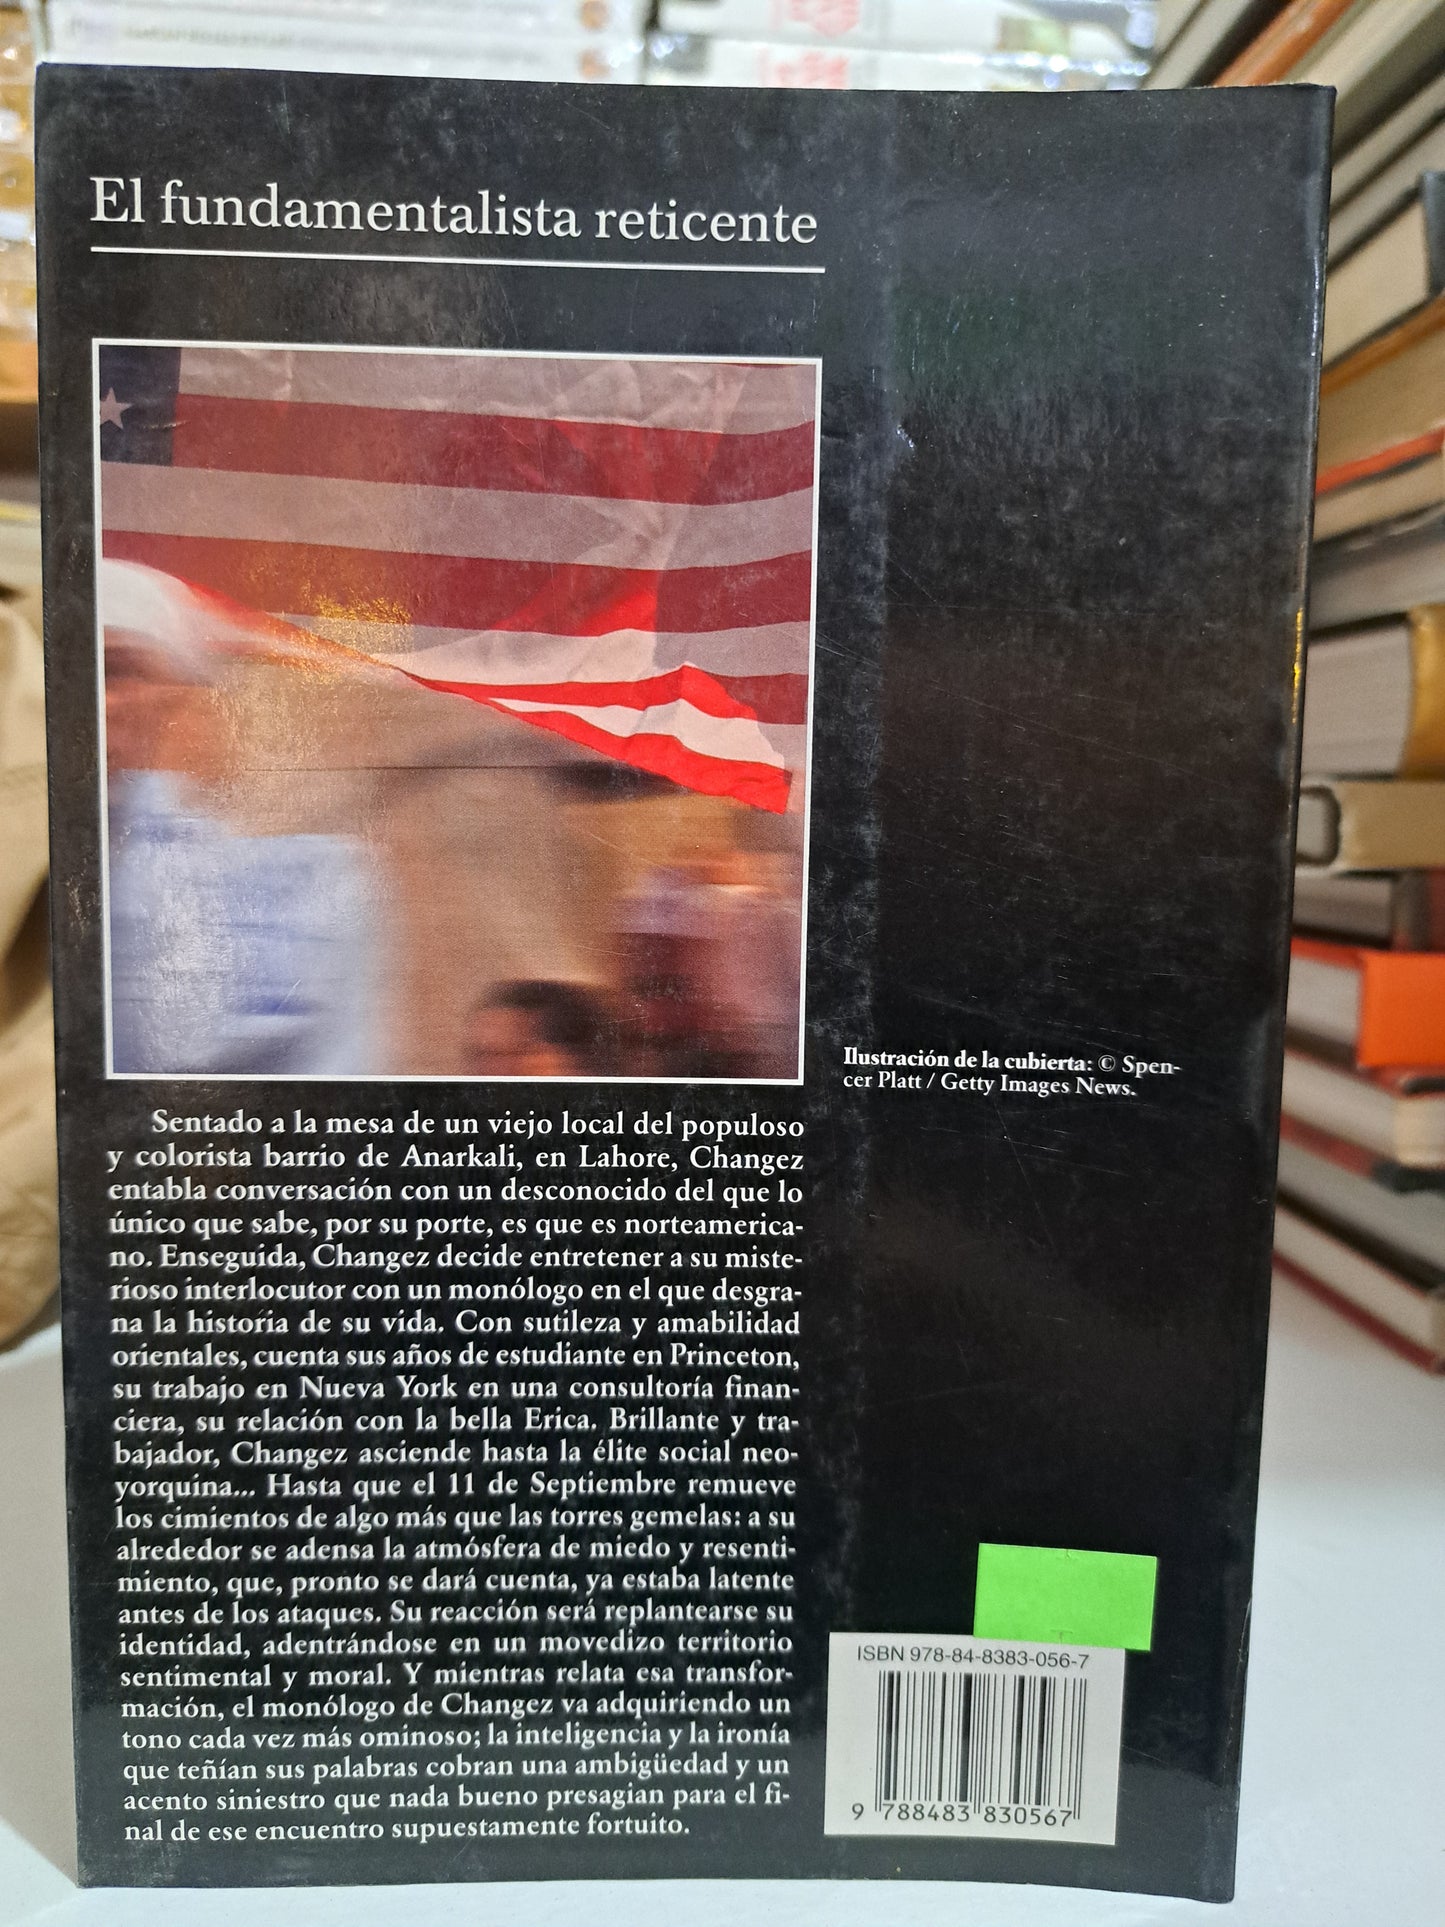 El fundamentalista reticente
Ilustración de la cubierta: © Spen-
cer Platt / Getty Images News.
Sentado a la mesa de un viejo local del populoso
y colorista barrio de Anarkali, en Lahore, Changez
entabla conversación con un desconocido del que lo
único que sabe, por su porte, es que es norteamerica-
no. Enseguida, Changez decide entretener a su miste-
rioso interlocutor con un monólogo en el que desgra-
na la historia de su vida. Con sutileza y amabilidad
orientales, cuenta sus años de estudiante en Princeton,
su trabajo en Nueva York en una consultoría finan-
ciera, su relación con la bella Erica. Brillante y tra-
bajador, Changez asciende hasta la élite social neo-
yorquina... Hasta que el 11 de Septiembre remueve
los cimientos de algo más que las torres gemelas: a su
alrededor se adensa la atmósfera de miedo y resenti-
miento, que, pronto se dará cuenta, ya estaba latente
antes de los ataques. Su reacción será replantearse su
identidad, adentrándose en un movedizo territorio
sentimental y moral. Y mientras relata esa transfor-
mación, el monólogo de Changez va adquiriendo un
tono cada vez más ominoso; la inteligencia y la ironía
que teñían sus palabras cobran una ambigüedad y un
acento siniestro que nada bueno presagian para el fi-
nal de ese encuentro supuestamente fortuito.
ISBN 978-84-8383-056-7
9 788483 830567